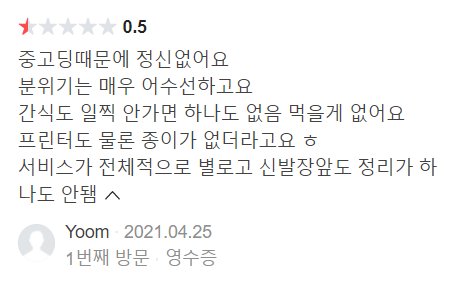 0.5
중고딩때문에 정신없어요
분위기는 매우 어수선하고요
간식도 일찍 안가면 하나도 없음 먹을게 없어요
프린터도 물론 종이가 없더라고요 ㅎ
서비스가 전체적으로 별로고 신발장앞도 정리가 하
나도 안됌
Yoom · 2021.04.25
1번째 방문 · 영수증